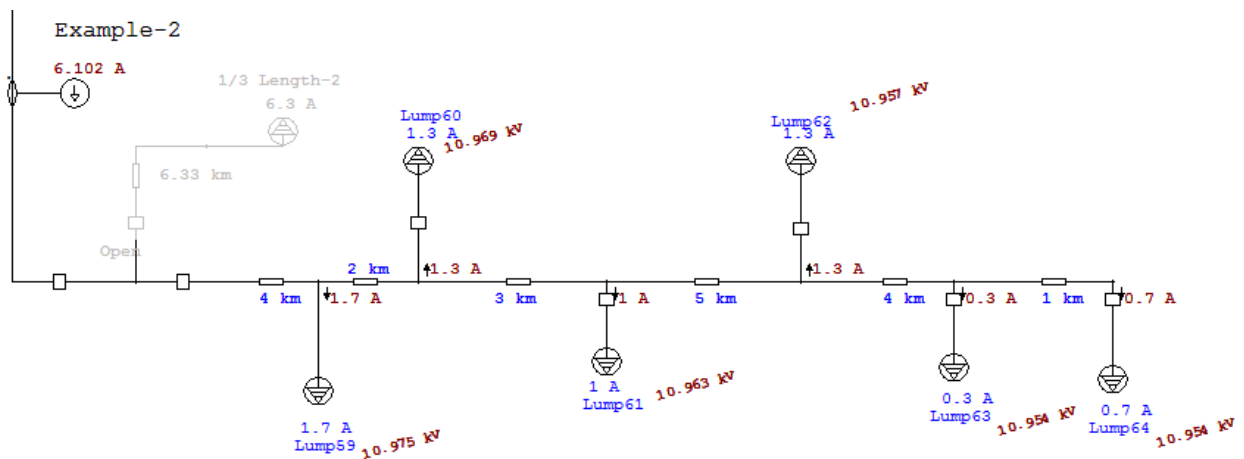 Example-2
6.102 A
1/3 Length-2
6.3 A
6.33 km
Open
Lump60
1.3 A
10.969 kV
Lump62
1.3 A
10.957 kV
4 km
1.7 A
2 km
1.3 A
3 km
1 A
5 km
1.3 A
4 km
0.3 A
1 km
0.7 A
1.7 A
Lump59
10.975 kV
1 A
Lump61
10.963 kV
0.3 A
Lump63
10.954 kV
0.7 A
Lump64
10.954 kV